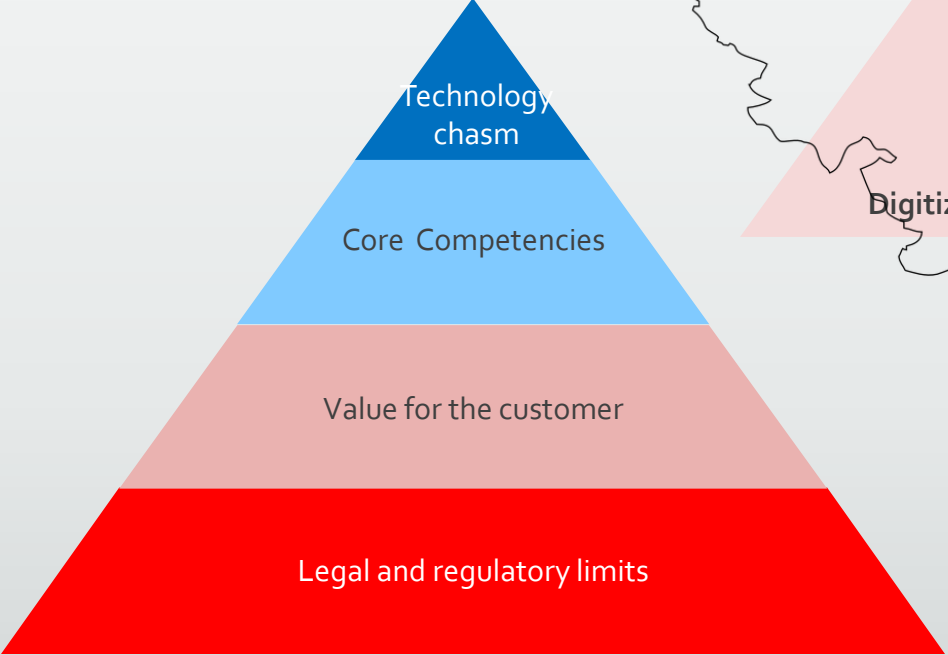 Technology
chasm
Core Competencies
Value for the customer
Legal and regulatory limits